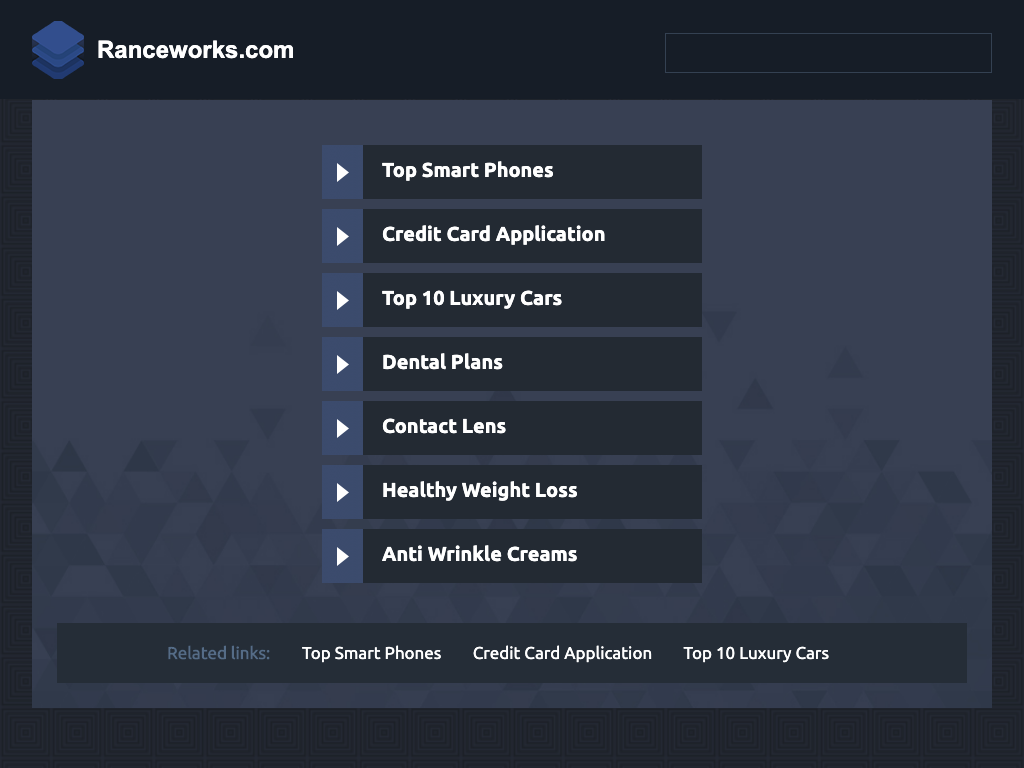 Ranceworks.com
Top Smart Phones
Credit Card Application
Top 10 Luxury Cars
Dental Plans
Contact Lens
Healthy Weight Loss
Anti Wrinkle Creams
Related links: Top Smart Phones Credit Card Application Top 10 Luxury Cars